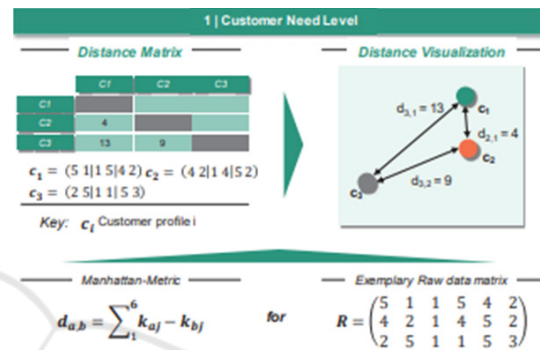 1 | Customer Need Level
Distance Matrix
C1 C2 C3
C1
C2 4
C3 13 9
c₁ = (5 1|1 5|4 2) c₂ = (4 2|1 4|5 2)
c₃ = (2 5|1 1|5 3)
Key: cᵢ Customer profile i
Distance Visualization
d₃,₁ = 13
c₁
d₂,₁ = 4
c₂
c₃
d₃,₂ = 9
Manhattan-Metric
dₐ,b = ∑₁⁶ kₐⱼ − k_bⱼ
for
Exemplary Raw data matrix
R = (5 1 1 5 4 2
4 2 1 4 5 2
2 5 1 1 5 3)